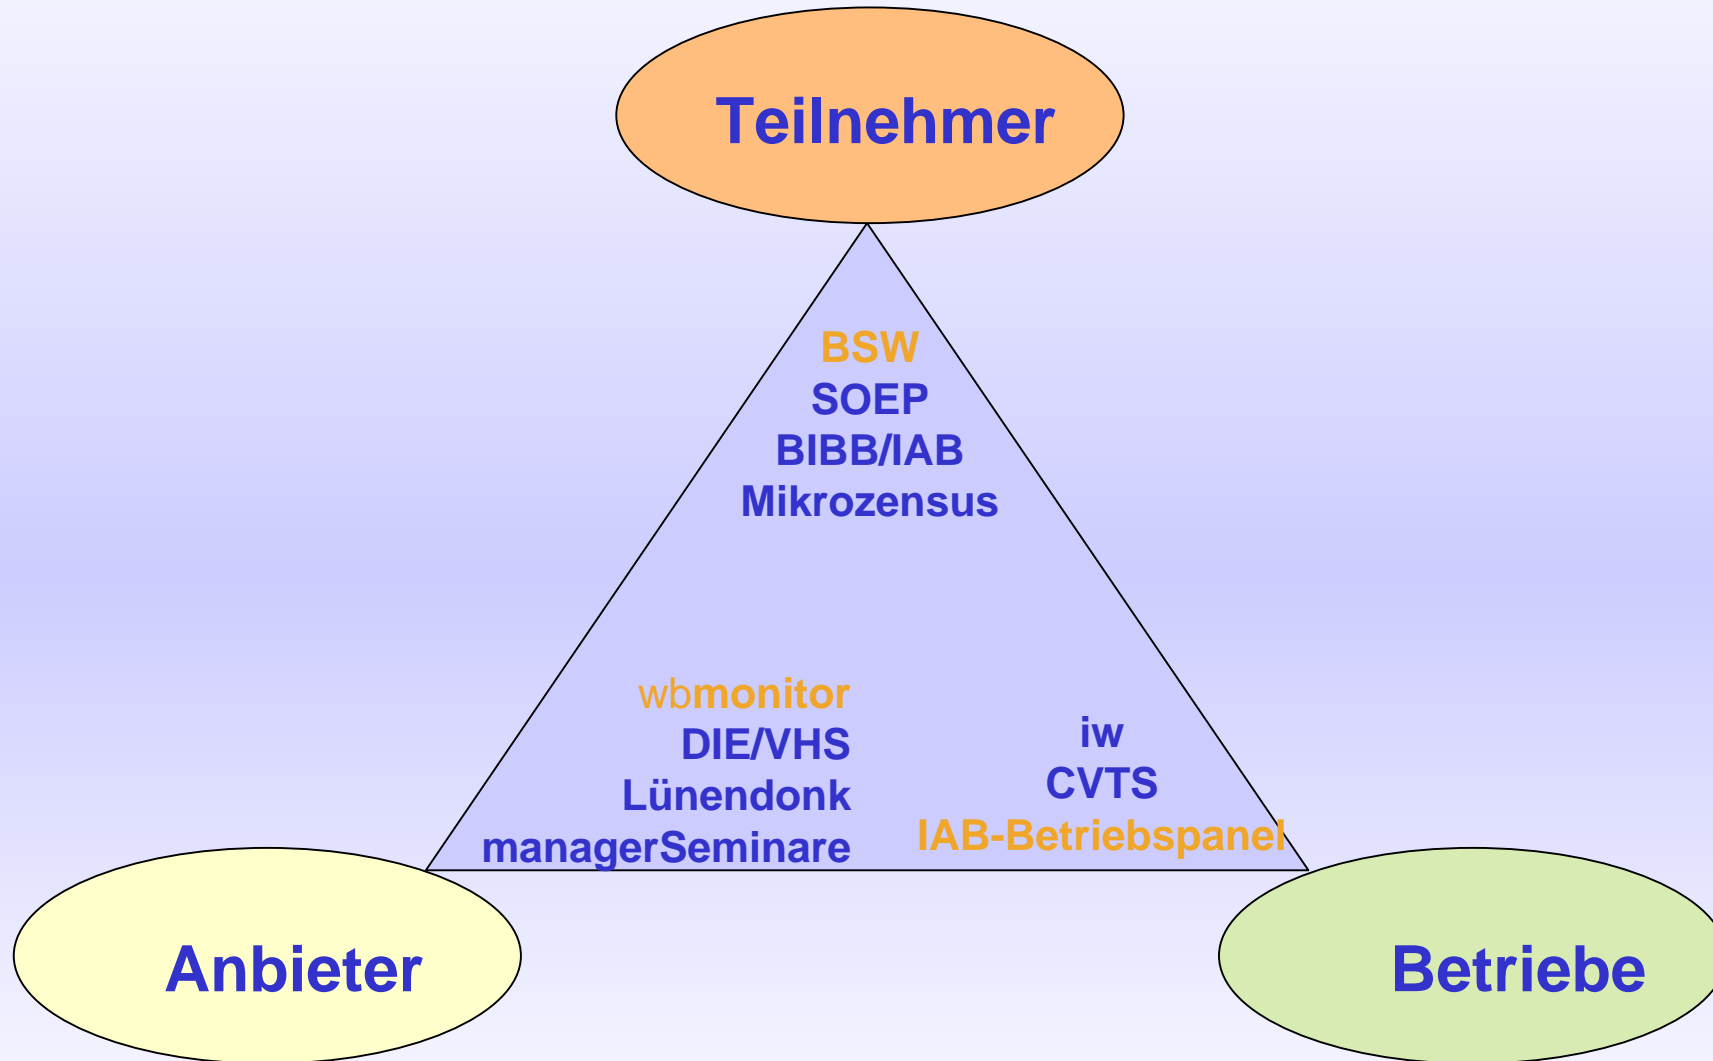 Teilnehmer
BSW
SOEP
BIBB/IAB
Mikrozensus
wbmonitor
DIE/VHS
Lünendonk
managerSeminare
iw
CVTS
IAB-Betriebspanel
Anbieter
Betriebe